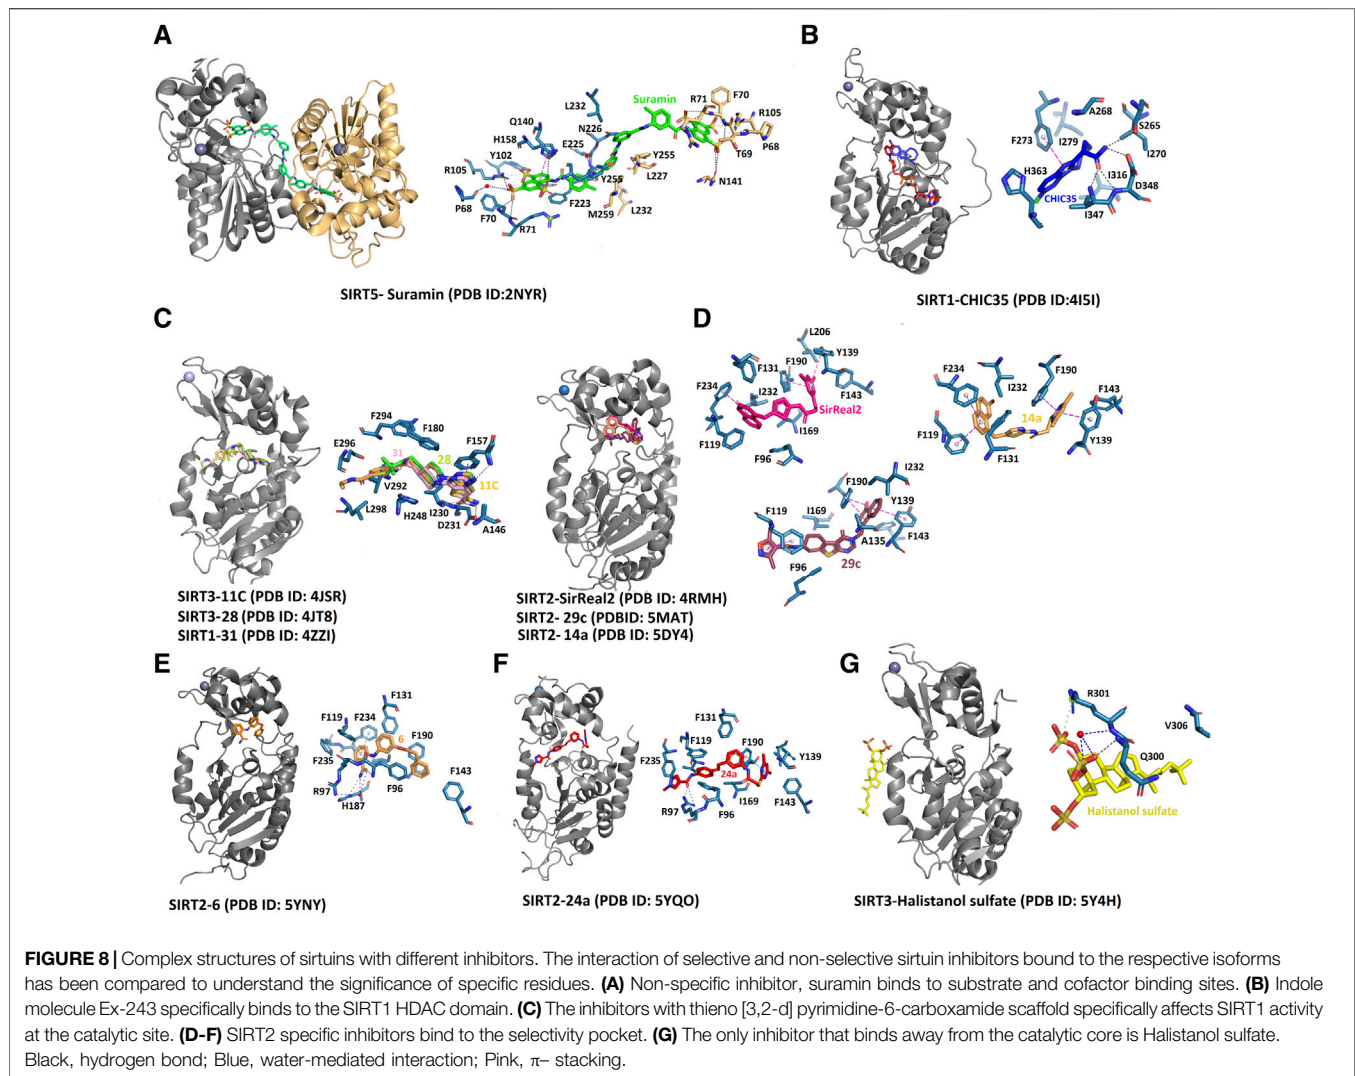 A
L232
Suramin
R71
F70
Q140
N226
R105
H158
E225
Y102
Y255
T69
P68
R105
Y255
L227
N141
P68
F223
M259
L232
F70
R71
SIRT5- Suramin (PDB ID:2NYR)
B
A268
S265
F273
I279
I270
H363
I316
D348
CHIC35
I347
SIRT1-CHIC35 (PDB ID:4I5I)
C
F294
F180
E296
F157
31
28
V292
11C
L298
H248
I230
D231
A146
SIRT3-11C (PDB ID: 4JSR)
SIRT3-28 (PDB ID: 4JT8)
SIRT1-31 (PDB ID: 4ZZI)
SIRT2-SirReal2 (PDB ID: 4RMH)
SIRT2- 29c (PDBID: 5MAT)
SIRT2- 14a (PDB ID: 5DY4)
D
L206
Y139
F131
F190
F234
I232
F143
SirReal2
F119
I169
F96
F234
I232
F190
F143
14a
F119
Y139
F131
I232
F190
F119
I169
Y139
A135
F143
F96
29c
E
F131
F119
F234
6
F190
F235
F143
R97
F96
H187
SIRT2-6 (PDB ID: 5YNY)
F
F131
F119
F235
F190
Y139
24a
I169
F143
R97
F96
SIRT2-24a (PDB ID: 5YQO)
G
R301
V306
Q300
Halistanol sulfate
SIRT3-Halistanol sulfate (PDB ID: 5Y4H)
FIGURE 8 | Complex structures of sirtuins with different inhibitors. The interaction of selective and non-selective sirtuin inhibitors bound to the respective isoforms
has been compared to understand the significance of specific residues. (A) Non-specific inhibitor, suramin binds to substrate and cofactor binding sites. (B) Indole
molecule Ex-243 specifically binds to the SIRT1 HDAC domain. (C) The inhibitors with thieno [3,2-d] pyrimidine-6-carboxamide scaffold specifically affects SIRT1 activity
at the catalytic site. (D-F) SIRT2 specific inhibitors bind to the selectivity pocket. (G) The only inhibitor that binds away from the catalytic core is Halistanol sulfate.
Black, hydrogen bond; Blue, water-mediated interaction; Pink, π– stacking.